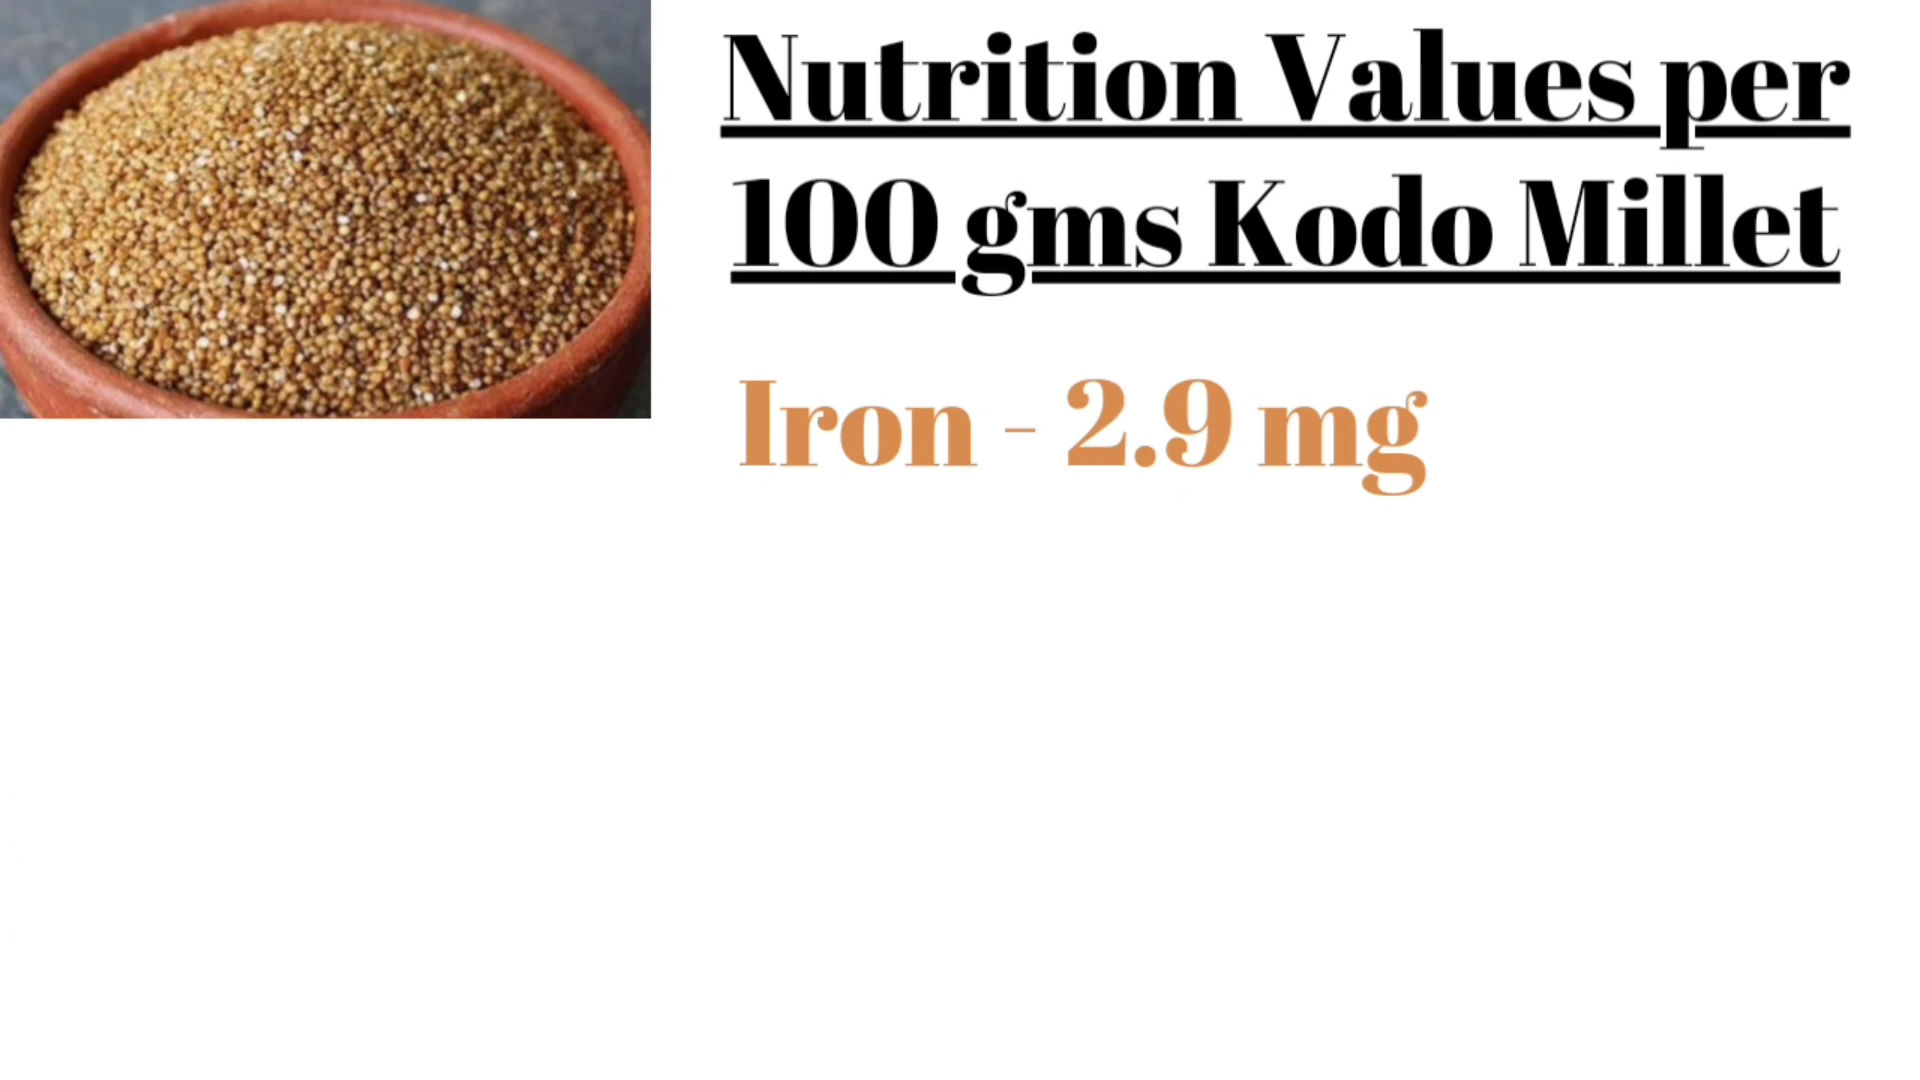 Nutrition Values per
100 gms Kodo Millet
Iron - 2.9 mg